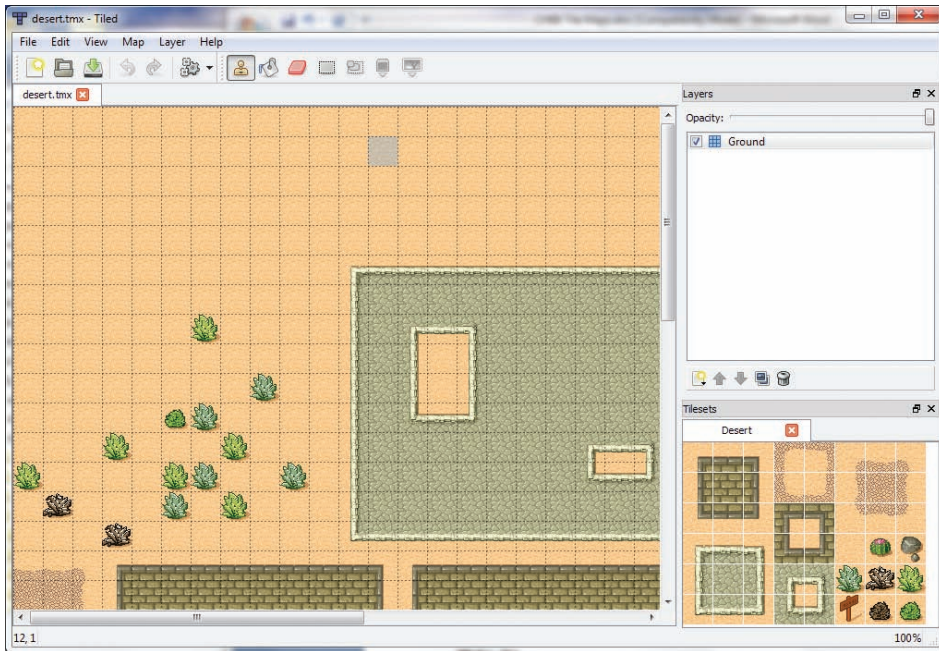 desert.tmx - Tiled
File Edit View Map Layer Help
desert.tmx
Layers
Opacity:
Ground
Tilesets
Desert
12, 1
100%